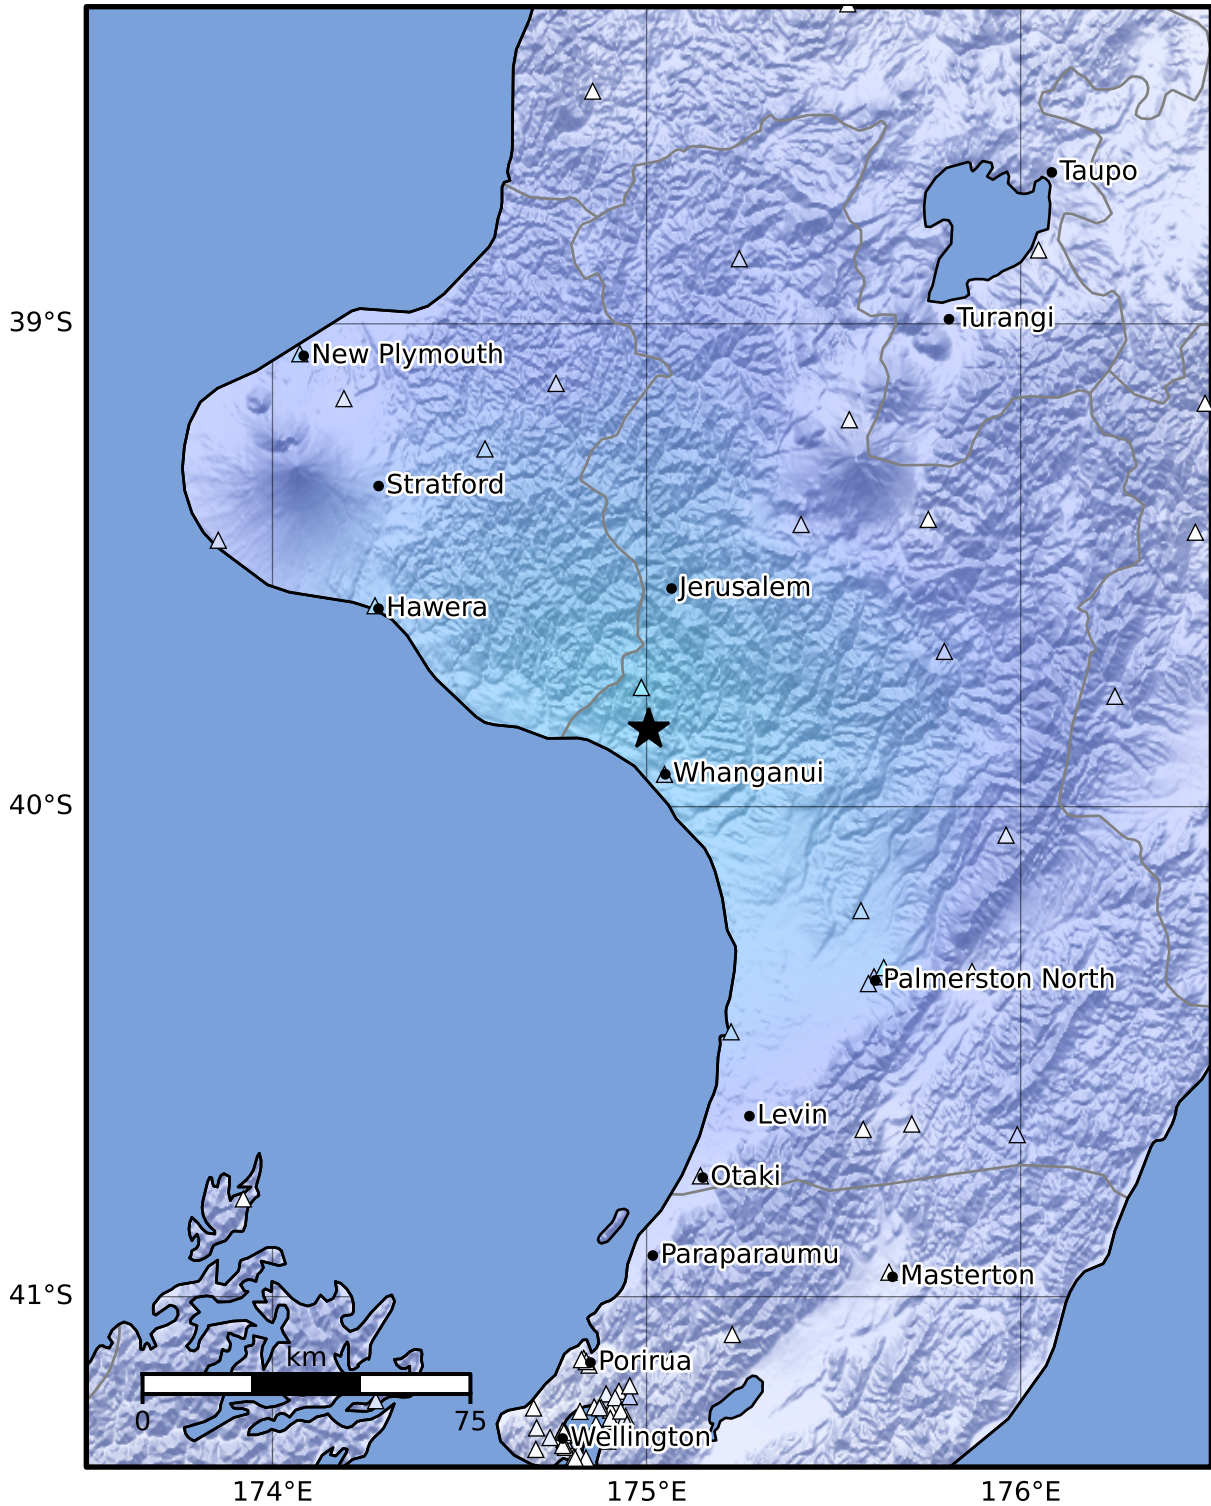 Taupo
39°S
Turangi
New Plymouth
Stratford
Jerusalem
Hawera
Whanganui
40°S
Palmerston North
Levin
Otaki
Paraparaumu
Masterton
41°S
km
Porirua
0
75
Wellington
174°E
175°E
176°E